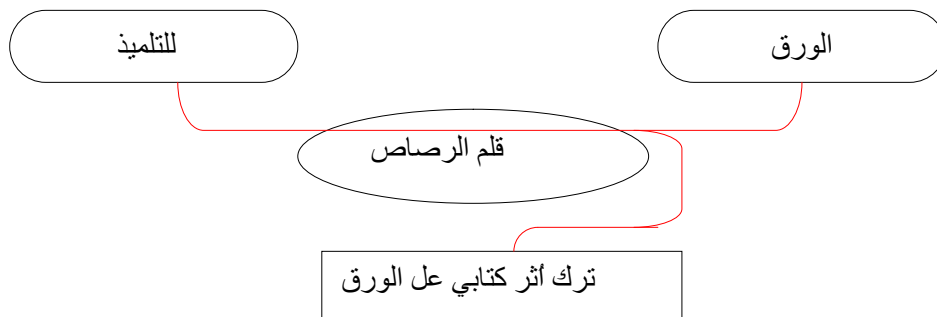 الورق
للتلميذ
قلم الرصاص
ترك أثر كتابي عل الورق